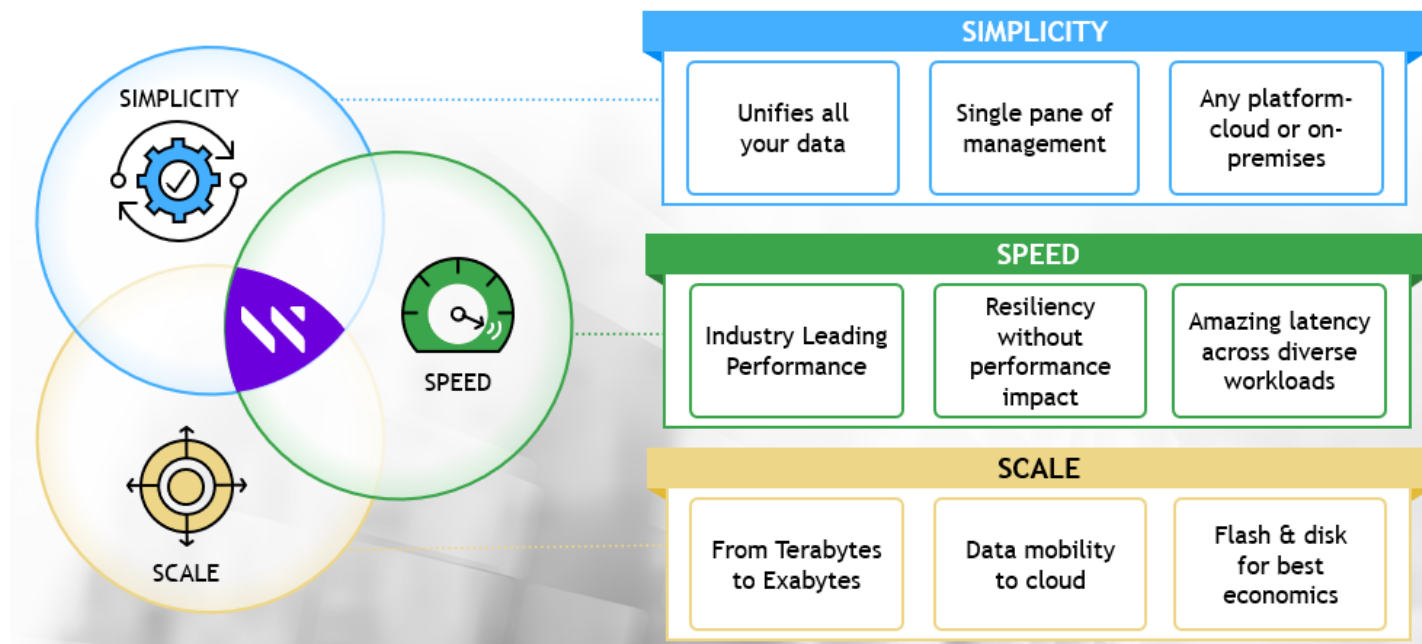 SIMPLICITY
SPEED
SCALE
SIMPLICITY
Unifies all
your data
Single pane of
management
Any platform-
cloud or on-
premises
SPEED
Industry Leading
Performance
Resiliency
without
performance
impact
Amazing latency
across diverse
workloads
SCALE
From Terabytes
to Exabytes
Data mobility
to cloud
Flash & disk
for best
economics